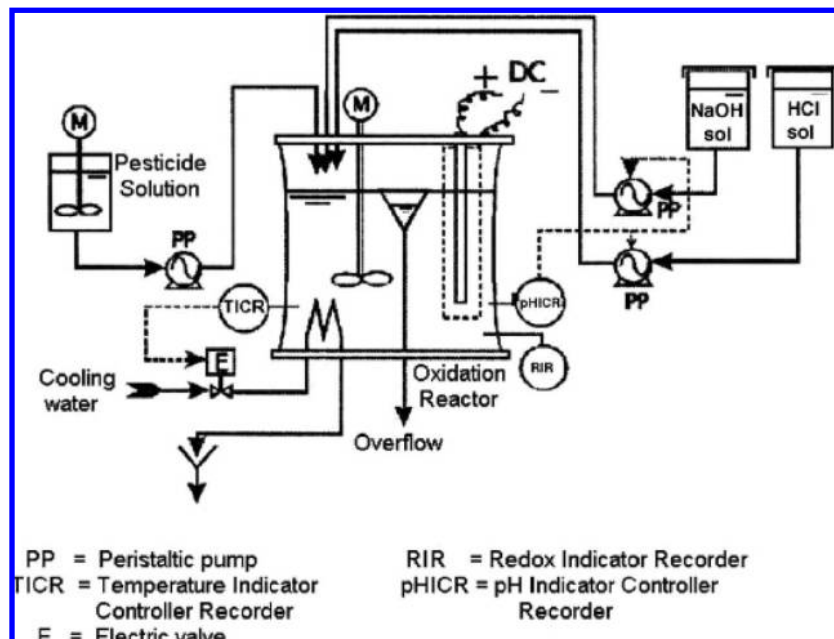 M
Pesticide
Solution
PP
M
+ DC −
NaOH
sol
HCl
sol
PP
PP
TICR
pHICR
RIR
E
Cooling
water
Oxidation
Reactor
Overflow
PP = Peristaltic pump
TICR = Temperature Indicator
Controller Recorder
E = Electric valve
RIR = Redox Indicator Recorder
pHICR = pH Indicator Controller
Recorder